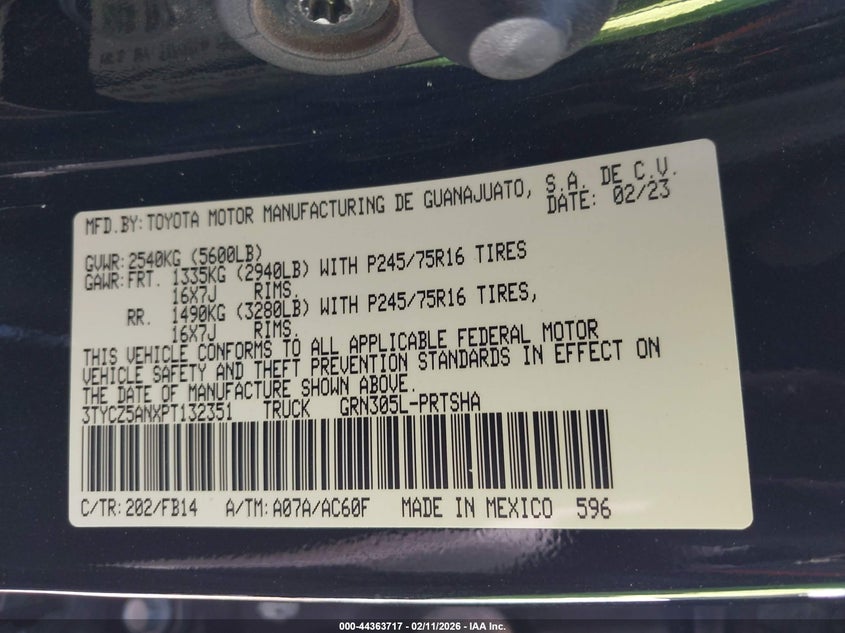 MFD.BY: TOYOTA MOTOR MANUFACTURING DE GUANAJUATO, S.A. DE C.V.
DATE: 02/23
GVWR: 2540KG (5600LB)
GAWR: FRT. 1335KG (2940LB) WITH P245/75R16 TIRES
16X7J RIMS.
RR. 1490KG (3280LB) WITH P245/75R16 TIRES,
16X7J RIMS.
THIS VEHICLE CONFORMS TO ALL APPLICABLE FEDERAL MOTOR
VEHICLE SAFETY AND THEFT PREVENTION STANDARDS IN EFFECT ON
THE DATE OF MANUFACTURE SHOWN ABOVE.
3TYCZ5ANXPT132351 TRUCK GRN305L-PRTSHA
C/TR: 202/FB14 A/TM: A07A/AC60F MADE IN MEXICO 596
000-44363717 - 02/11/2026 - IAA Inc.